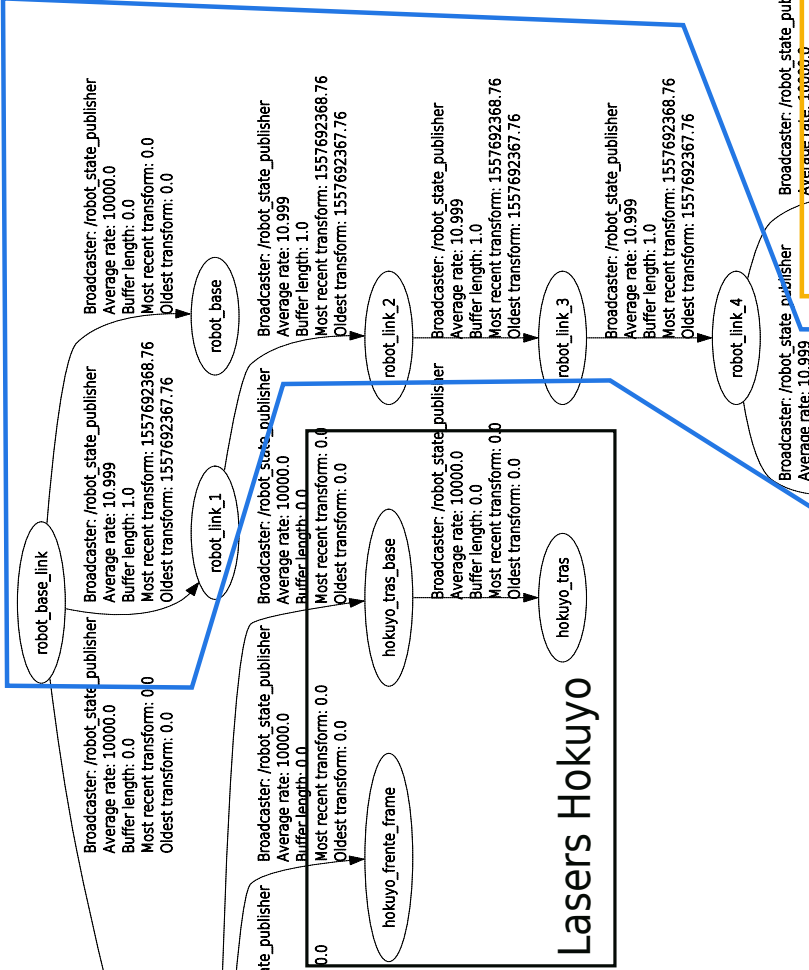 robot_base_link
Broadcaster: /robot_state_publisher
Average rate: 10000.0
Buffer length: 0.0
Most recent transform: 0.0
Oldest transform: 0.0
Broadcaster: /robot_state_publisher
Average rate: 10.999
Buffer length: 1.0
Most recent transform: 1557692368.76
Oldest transform: 1557692367.76
Broadcaster: /robot_state_publisher
Average rate: 10000.0
Buffer length: 0.0
Most recent transform: 0.0
Oldest transform: 0.0
robot_link_1
robot_base
te_publisher
0.0
Broadcaster: /robot_state_publisher
Average rate: 10000.0
Buffer length: 0.0
Most recent transform: 0.0
Oldest transform: 0.0
Broadcaster: /robot_state_publisher
Average rate: 10000.0
Buffer length: 0.0
Most recent transform: 0.0
Oldest transform: 0.0
Broadcaster: /robot_state_publisher
Average rate: 10.999
Buffer length: 1.0
Most recent transform: 1557692368.76
Oldest transform: 1557692367.76
hokuyo_frente_frame
hokuyo_tras_base
robot_link_2
Broadcaster: /robot_state_publisher
Average rate: 10000.0
Buffer length: 0.0
Most recent transform: 0.0
Oldest transform: 0.0
Broadcaster: /robot_state_publisher
Average rate: 10.999
Buffer length: 1.0
Most recent transform: 1557692368.76
Oldest transform: 1557692367.76
Lasers Hokuyo
hokuyo_tras
robot_link_3
Broadcaster: /robot_state_publisher
Average rate: 10.999
Buffer length: 1.0
Most recent transform: 1557692368.76
Oldest transform: 1557692367.76
robot_link_4
Broadcaster: /robot_state_publisher
Average rate: 10.999
Broadcaster: /robot_state_pub
Average rate: 10000.0